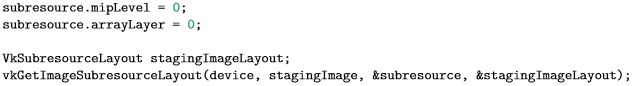 subresource.mipLevel = 0;
subresource.arrayLayer = 0;

VkSubresourceLayout stagingImageLayout;
vkGetImageSubresourceLayout(device, stagingImage, &subresource, &stagingImageLayout);